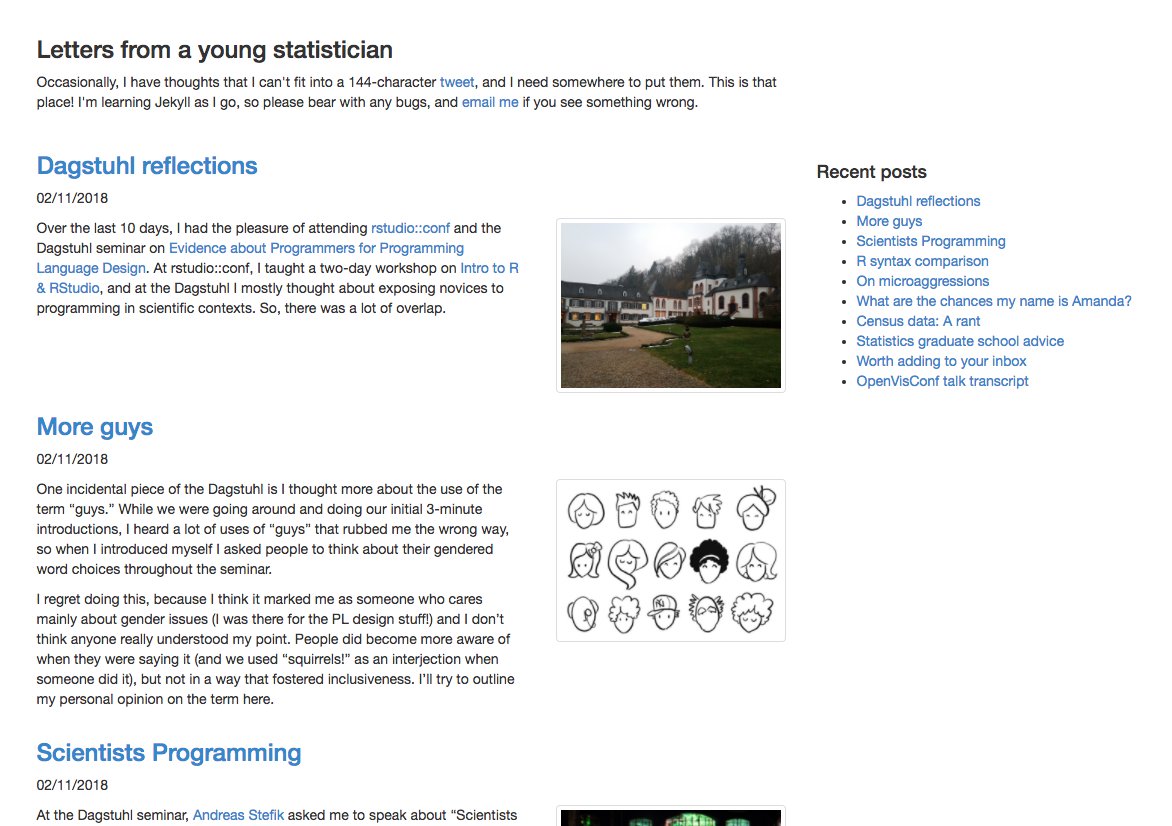 Letters from a young statistician
Occasionally, I have thoughts that I can't fit into a 144-character tweet, and I need somewhere to put them. This is that
place! I'm learning Jekyll as I go, so please bear with any bugs, and email me if you see something wrong.
Dagstuhl reflections
02/11/2018
Over the last 10 days, I had the pleasure of attending rstudio::conf and the
Dagstuhl seminar on Evidence about Programmers for Programming
Language Design. At rstudio::conf, I taught a two-day workshop on Intro to R
& RStudio, and at the Dagstuhl I mostly thought about exposing novices to
programming in scientific contexts. So, there was a lot of overlap.
More guys
02/11/2018
One incidental piece of the Dagstuhl is I thought more about the use of the
term “guys.” While we were going around and doing our initial 3-minute
introductions, I heard a lot of uses of “guys” that rubbed me the wrong way,
so when I introduced myself I asked people to think about their gendered
word choices throughout the seminar.
I regret doing this, because I think it marked me as someone who cares
mainly about gender issues (I was there for the PL design stuff!) and I don’t
think anyone really understood my point. People did become more aware of
when they were saying it (and we used “squirrels!” as an interjection when
someone did it), but not in a way that fostered inclusiveness. I’ll try to outline
my personal opinion on the term here.
Scientists Programming
02/11/2018
At the Dagstuhl seminar, Andreas Stefik asked me to speak about “Scientists
Recent posts
Dagstuhl reflections
More guys
Scientists Programming
R syntax comparison
On microaggressions
What are the chances my name is Amanda?
Census data: A rant
Statistics graduate school advice
Worth adding to your inbox
OpenVisConf talk transcript